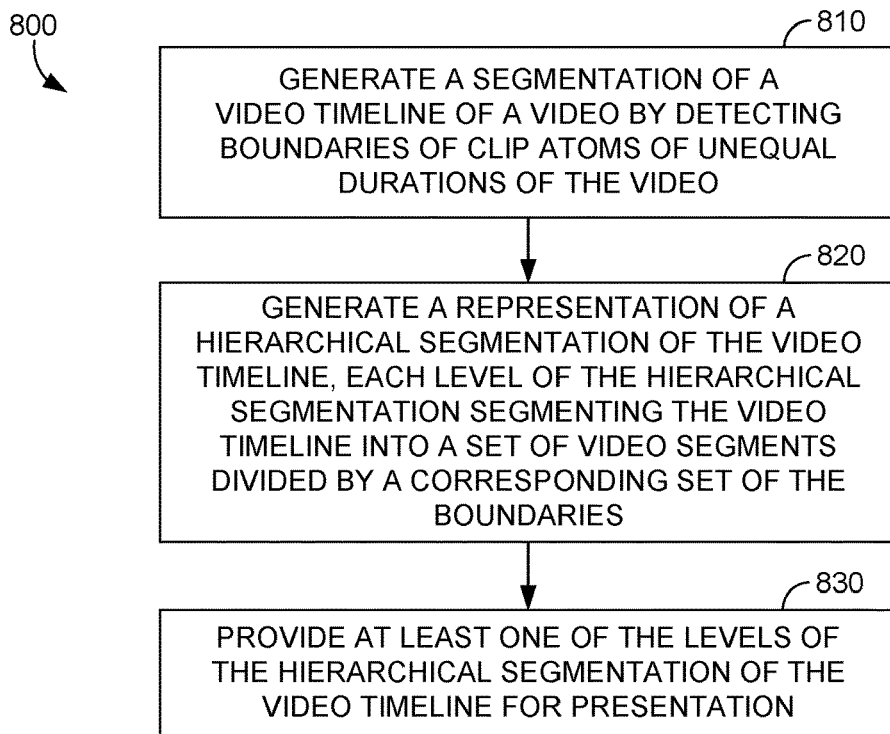 800
810
GENERATE A SEGMENTATION OF A
VIDEO TIMELINE OF A VIDEO BY DETECTING
BOUNDARIES OF CLIP ATOMS OF UNEQUAL
DURATIONS OF THE VIDEO
820
GENERATE A REPRESENTATION OF A
HIERARCHICAL SEGMENTATION OF THE VIDEO
TIMELINE, EACH LEVEL OF THE HIERARCHICAL
SEGMENTATION SEGMENTING THE VIDEO
TIMELINE INTO A SET OF VIDEO SEGMENTS
DIVIDED BY A CORRESPONDING SET OF THE
BOUNDARIES
830
PROVIDE AT LEAST ONE OF THE LEVELS OF
THE HIERARCHICAL SEGMENTATION OF THE
VIDEO TIMELINE FOR PRESENTATION